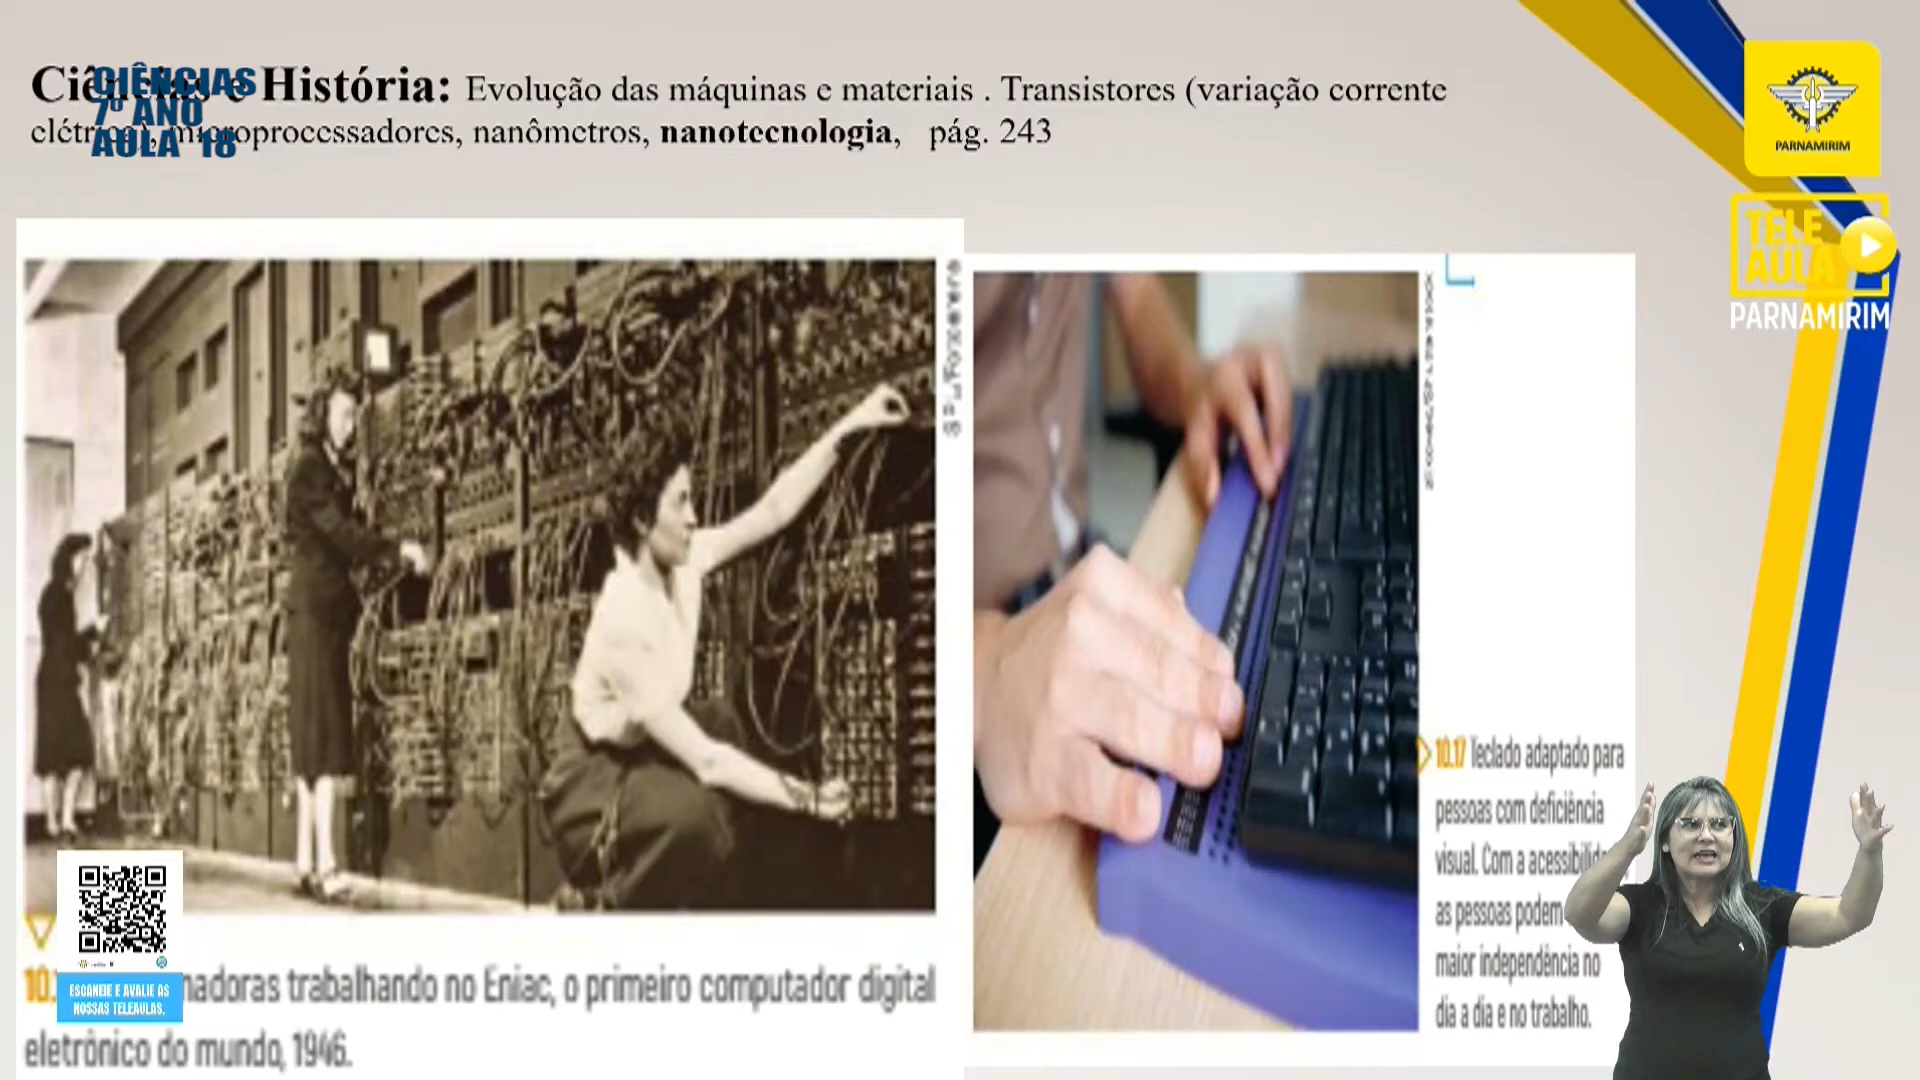 Ciências e História: Evolução das máquinas e materiais . Transistores (variação corrente
elétrica), microprocessadores, nanômetros, nanotecnologia, pág. 243
CIÊNCIAS
7º ANO
AULA 18
PARNAMIRIM
TELE
AULA
PARNAMIRIM
10.17 Teclado adaptado para
pessoas com deficiência
visual. Com a
as pessoas podem
maior independência no
dia a dia e no trabalho.
ESCANEIE E AVALIE AS
NOSSAS TELEAULAS.
nadoras trabalhando no Eniac, o primeiro computador digital
eletrônico do mundo, 1946.